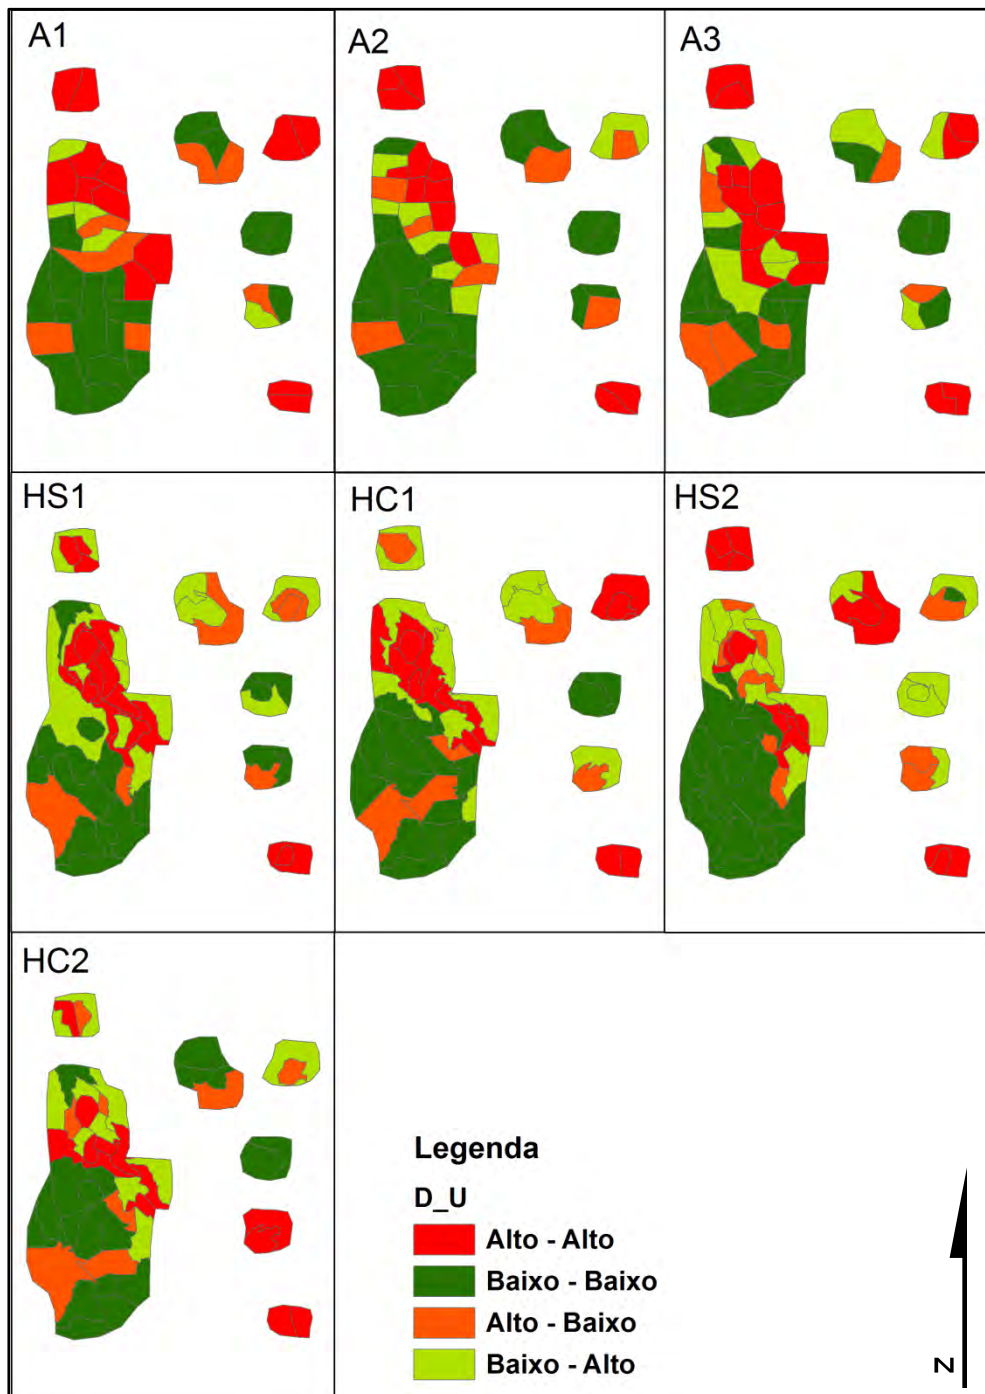 A1
A2
A3
HS1
HC1
HS2
HC2
Legenda
D_U
Alto - Alto
Baixo - Baixo
Alto - Baixo
Baixo - Alto
N